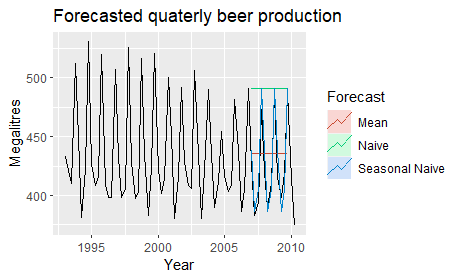 Forecasted quaterly beer production
500
450
400
Megalitres
1995
2000
2005
2010
Year
Forecast
Mean
Naive
Seasonal Naive